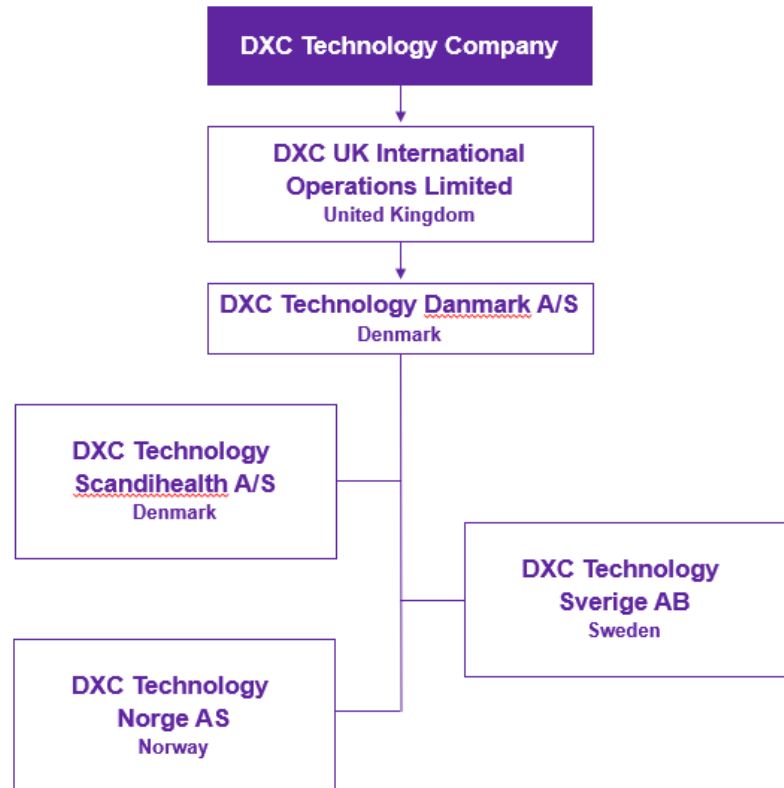 DXC Technology Company
DXC UK International
Operations Limited
United Kingdom
DXC Technology Danmark A/S
Denmark
DXC Technology
Scandihealth A/S
Denmark
DXC Technology
Sverige AB
Sweden
DXC Technology
Norge AS
Norway